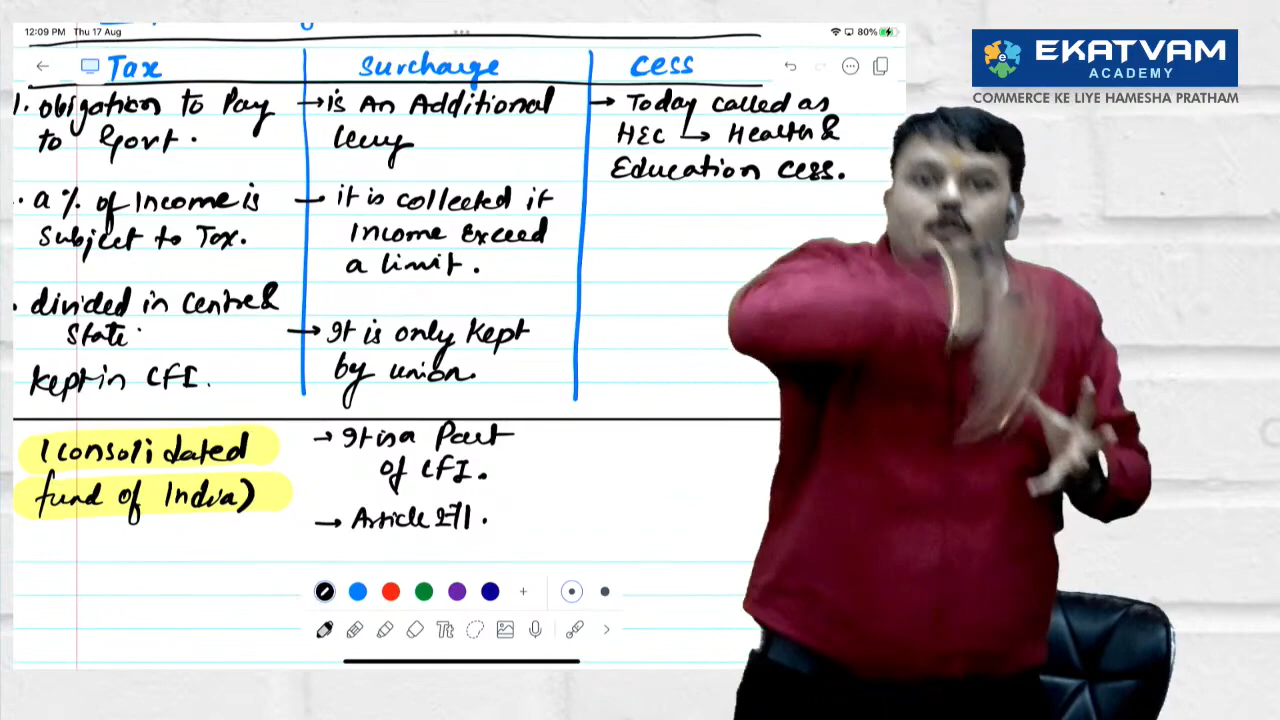 12:09 PM Thu 17 Aug
80%
EKATVAM
ACADEMY
COMMERCE KE LIYE HAMESHA PRATHAM
Tax
1. obligation to Pay
to Govt.
. a % of Income is
Subject to Tax.
. divided in Centre &
State
Kept in CFI.
(Consolidated
fund of India)
Surcharge
→ is An Additional
levy
→ it is collected if
Income Exceed
a limit.
→ It is only Kept
by union.
→ It is a Part
of CFI.
→ Article 271.
Cess
→ Today called as
HEC → Health &
Education cess.
Tt